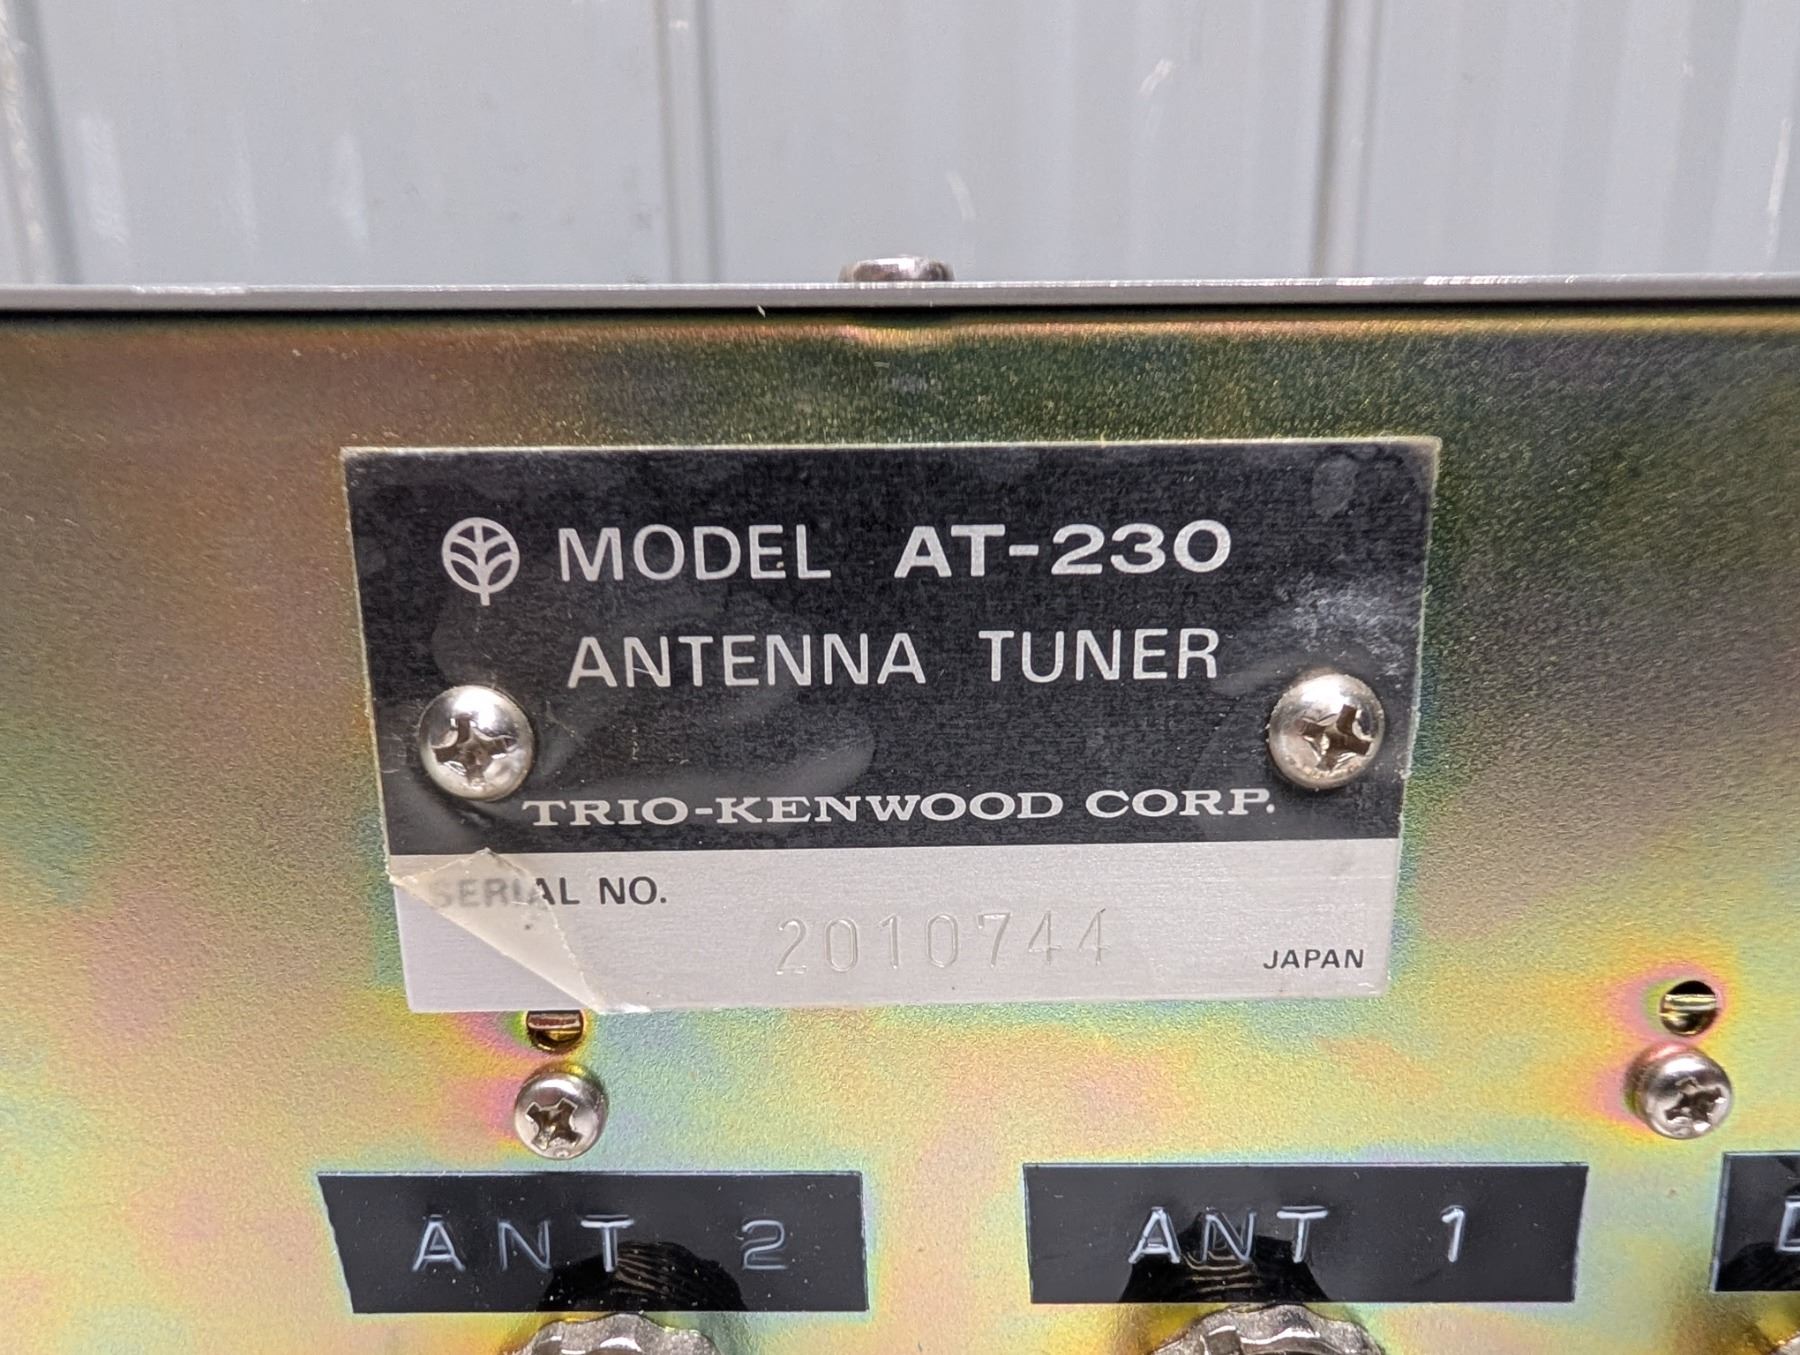 MODEL AT-230
ANTENNA TUNER
TRIO-KENWOOD CORP.
SERIAL NO.
2010744
JAPAN
ANT 2
ANT 1